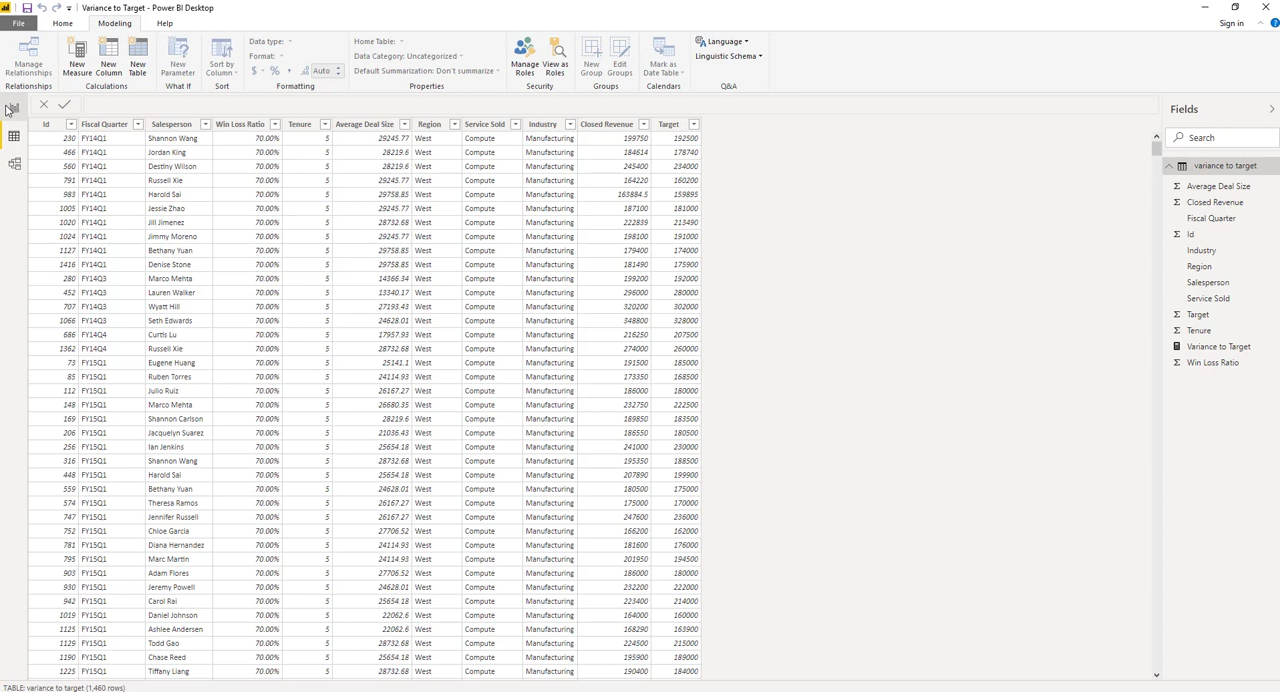 Variance to Target - Power BI Desktop
File Home Modeling Help Sign in
Manage Relationships
New Measure
New Column
New Table
New Parameter
Sort by Column
Data type:
Format:
$ % , Auto
Home Table:
Data Category: Uncategorized
Default Summarization: Don't summarize
Manage Roles
View as Roles
New Group
Edit Groups
Mark as Date Table
Language
Linguistic Schema
Relationships Calculations What If Sort Formatting Properties Security Groups Calendars Q&A
Id Fiscal Quarter Salesperson Win Loss Ratio Tenure Average Deal Size Region Service Sold Industry Closed Revenue Target
230 FY14Q1 Shannon Wang 70.00% 5 29245.77 West Compute Manufacturing 199750 192500
466 FY14Q1 Jordan King 70.00% 5 28219.6 West Compute Manufacturing 184614 178740
560 FY14Q1 Destiny Wilson 70.00% 5 28219.6 West Compute Manufacturing 245400 234000
791 FY14Q1 Russell Xie 70.00% 5 29245.77 West Compute Manufacturing 164220 160200
983 FY14Q1 Harold Sai 70.00% 5 29758.85 West Compute Manufacturing 163884.5 159895
1005 FY14Q1 Jessie Zhao 70.00% 5 29245.77 West Compute Manufacturing 187100 181000
1020 FY14Q1 Jill Jimenez 70.00% 5 28732.68 West Compute Manufacturing 222839 213490
1024 FY14Q1 Jimmy Moreno 70.00% 5 29245.77 West Compute Manufacturing 198100 191000
1127 FY14Q1 Bethany Yuan 70.00% 5 29758.85 West Compute Manufacturing 179400 174000
1416 FY14Q1 Denise Stone 70.00% 5 29758.85 West Compute Manufacturing 181490 175900
280 FY14Q3 Marco Mehta 70.00% 5 14366.34 West Compute Manufacturing 199200 192000
452 FY14Q3 Lauren Walker 70.00% 5 13340.17 West Compute Manufacturing 296000 280000
707 FY14Q3 Wyatt Hill 70.00% 5 27193.43 West Compute Manufacturing 320200 302000
1066 FY14Q3 Seth Edwards 70.00% 5 24628.01 West Compute Manufacturing 348800 328000
686 FY14Q4 Curtis Lu 70.00% 5 17957.93 West Compute Manufacturing 216250 207500
1362 FY14Q4 Russell Xie 70.00% 5 28732.68 West Compute Manufacturing 274000 260000
73 FY15Q1 Eugene Huang 70.00% 5 25141.1 West Compute Manufacturing 191500 185000
85 FY15Q1 Ruben Torres 70.00% 5 24114.93 West Compute Manufacturing 173350 168500
112 FY15Q1 Julio Ruiz 70.00% 5 26167.27 West Compute Manufacturing 186000 180000
148 FY15Q1 Marco Mehta 70.00% 5 26680.35 West Compute Manufacturing 232750 222500
169 FY15Q1 Shannon Carlson 70.00% 5 28219.6 West Compute Manufacturing 189850 183500
206 FY15Q1 Jacquelyn Suarez 70.00% 5 21036.43 West Compute Manufacturing 186550 180500
256 FY15Q1 Ian Jenkins 70.00% 5 25654.18 West Compute Manufacturing 241000 230000
316 FY15Q1 Shannon Wang 70.00% 5 28732.68 West Compute Manufacturing 195350 188500
448 FY15Q1 Harold Sai 70.00% 5 25654.18 West Compute Manufacturing 207890 199900
559 FY15Q1 Bethany Yuan 70.00% 5 24628.01 West Compute Manufacturing 180500 175000
574 FY15Q1 Theresa Ramos 70.00% 5 26167.27 West Compute Manufacturing 175000 170000
747 FY15Q1 Jennifer Russell 70.00% 5 26167.27 West Compute Manufacturing 247600 236000
752 FY15Q1 Chloe Garcia 70.00% 5 27706.52 West Compute Manufacturing 166200 162000
781 FY15Q1 Diana Hernandez 70.00% 5 24114.93 West Compute Manufacturing 181600 176000
795 FY15Q1 Marc Martin 70.00% 5 24114.93 West Compute Manufacturing 201950 194500
903 FY15Q1 Adam Flores 70.00% 5 27706.52 West Compute Manufacturing 186000 180000
930 FY15Q1 Jeremy Powell 70.00% 5 24628.01 West Compute Manufacturing 232200 222000
942 FY15Q1 Carol Rai 70.00% 5 25654.18 West Compute Manufacturing 223400 214000
1019 FY15Q1 Daniel Johnson 70.00% 5 22062.6 West Compute Manufacturing 164000 160000
1125 FY15Q1 Ashlee Andersen 70.00% 5 22062.6 West Compute Manufacturing 168290 163900
1129 FY15Q1 Todd Gao 70.00% 5 28732.68 West Compute Manufacturing 224500 215000
1190 FY15Q1 Chase Reed 70.00% 5 25654.18 West Compute Manufacturing 195900 189000
1225 FY15Q1 Tiffany Liang 70.00% 5 28732.68 West Compute Manufacturing 190400 184000
Fields
Search
variance to target
Average Deal Size
Closed Revenue
Fiscal Quarter
Id
Industry
Region
Salesperson
Service Sold
Target
Tenure
Variance to Target
Win Loss Ratio
TABLE: variance to target (1,460 rows)